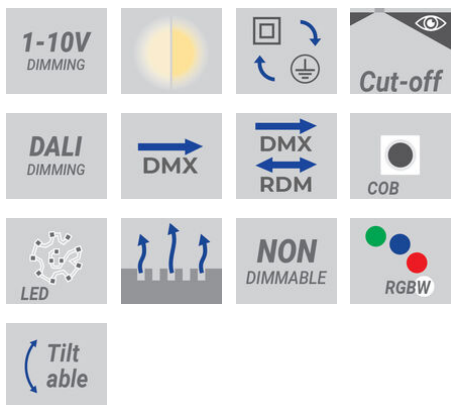 1-10V
DIMMING
Cut-off
DALI
DIMMING
DMX
DMX
RDM
COB
LED
NON
DIMMABLE
RGBW
Tilt
able